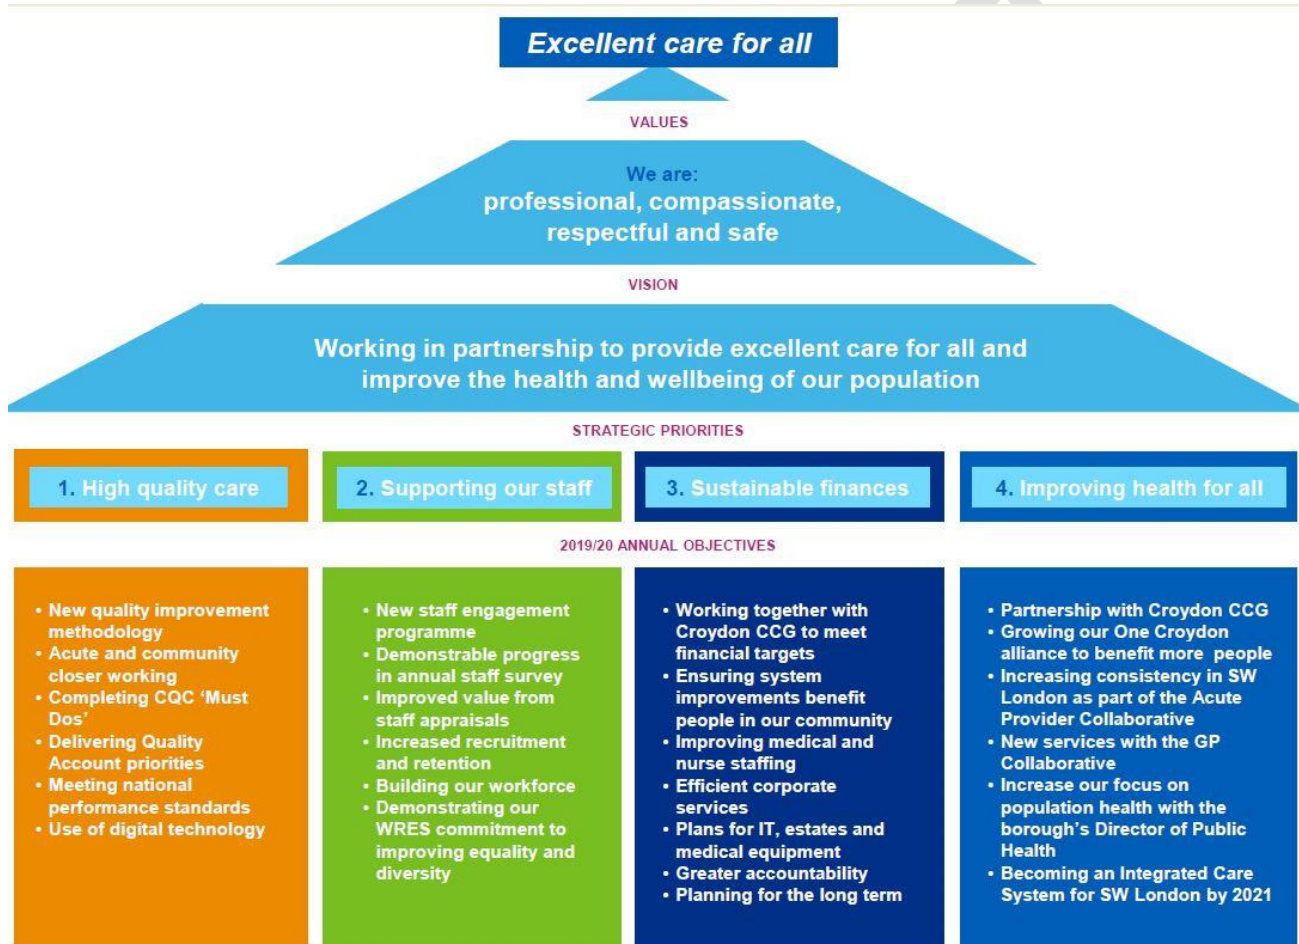 Excellent care for all
VALUES
We are:
professional, compassionate,
respectful and safe
VISION
Working in partnership to provide excellent care for all and
improve the health and wellbeing of our population
STRATEGIC PRIORITIES
1. High quality care
2. Supporting our staff
3. Sustainable finances
4. Improving health for all
2019/20 ANNUAL OBJECTIVES
• New quality improvement
methodology
• Acute and community
closer working
• Completing CQC ‘Must
Dos’
• Delivering Quality
Account priorities
• Meeting national
performance standards
• Use of digital technology
• New staff engagement
programme
• Demonstrable progress
in annual staff survey
• Improved value from
staff appraisals
• Increased recruitment
and retention
• Building our workforce
• Demonstrating our
WRES commitment to
improving equality and
diversity
• Working together with
Croydon CCG to meet
financial targets
• Ensuring system
improvements benefit
people in our community
• Improving medical and
nurse staffing
• Efficient corporate
services
• Plans for IT, estates and
medical equipment
• Greater accountability
• Planning for the long term
• Partnership with Croydon CCG
• Growing our One Croydon
alliance to benefit more people
• Increasing consistency in SW
London as part of the Acute
Provider Collaborative
• New services with the GP
Collaborative
• Increase our focus on
population health with the
borough’s Director of Public
Health
• Becoming an Integrated Care
System for SW London by 2021